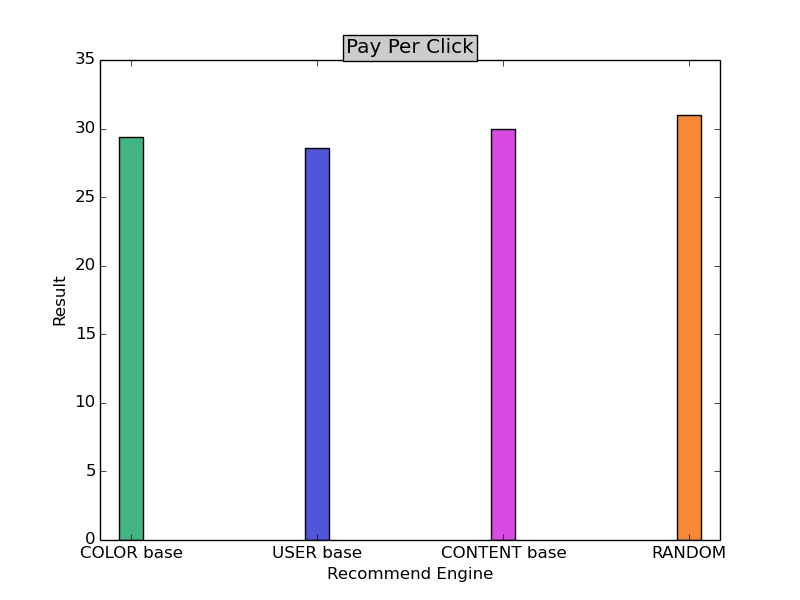 Pay Per Click
35
30
25
20
15
10
5
0
Result
COLOR base USER base CONTENT base RANDOM
Recommend Engine